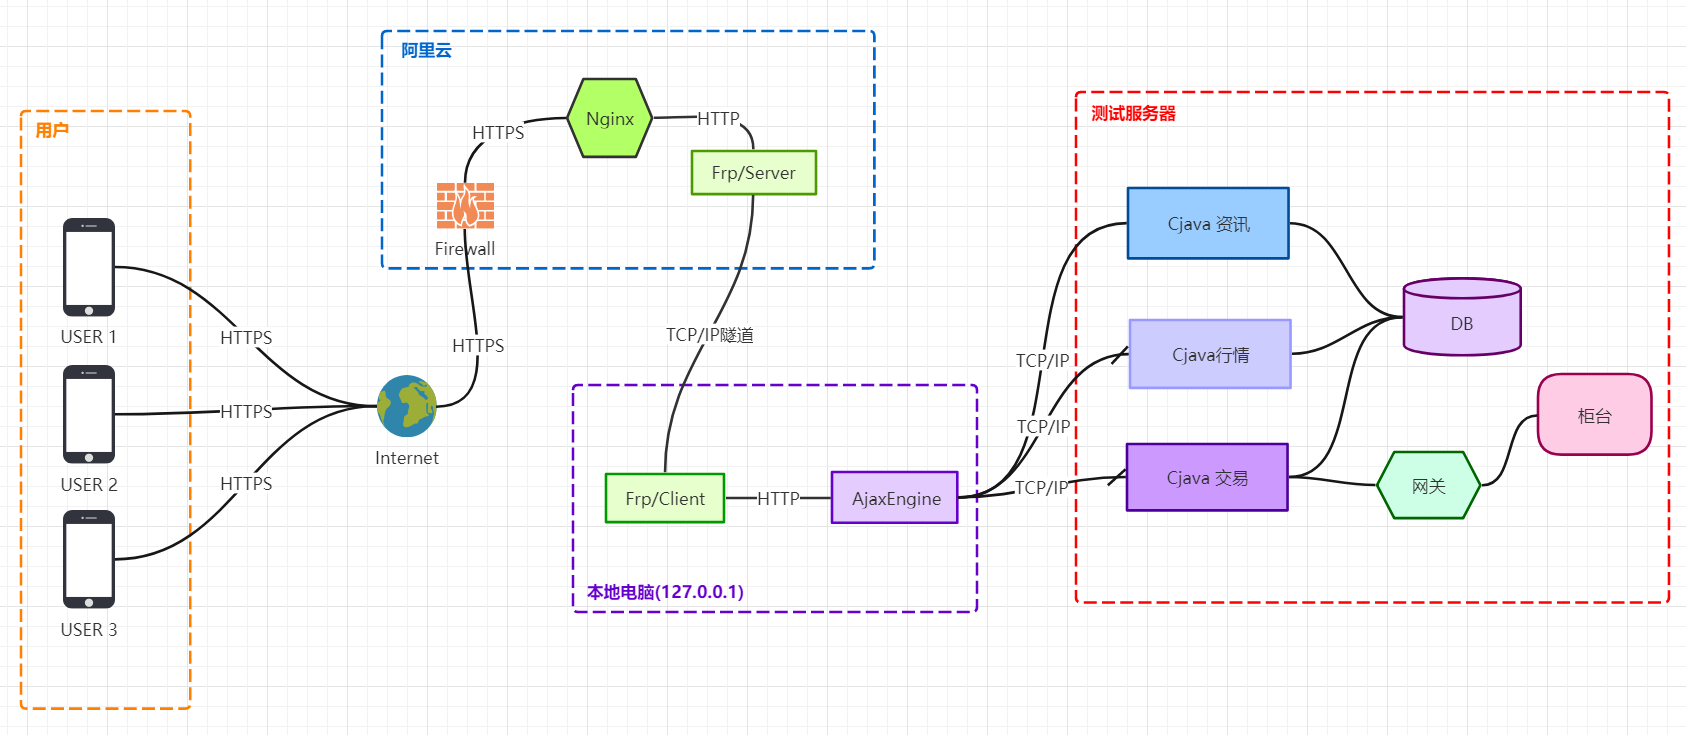 用户
USER 1
USER 2
USER 3
HTTPS
HTTPS
HTTPS
Internet
HTTPS
阿里云
Firewall
HTTPS
Nginx
HTTP
Frp/Server
TCP/IP隧道
Frp/Client
HTTP
AjaxEngine
本地电脑(127.0.0.1)
TCP/IP
TCP/IP
TCP/IP
测试服务器
Cjava 资讯
Cjava行情
Cjava 交易
DB
网关
柜台